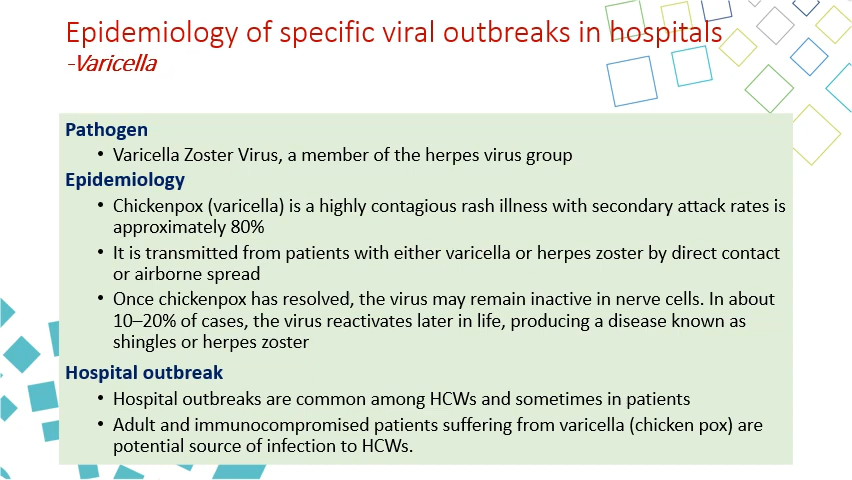 Epidemiology of specific viral outbreaks in hospitals
-Varicella
Pathogen
• Varicella Zoster Virus, a member of the herpes virus group
Epidemiology
• Chickenpox (varicella) is a highly contagious rash illness with secondary attack rates is
approximately 80%
• It is transmitted from patients with either varicella or herpes zoster by direct contact
or airborne spread
• Once chickenpox has resolved, the virus may remain inactive in nerve cells. In about
10–20% of cases, the virus reactivates later in life, producing a disease known as
shingles or herpes zoster
Hospital outbreak
• Hospital outbreaks are common among HCWs and sometimes in patients
• Adult and immunocompromised patients suffering from varicella (chicken pox) are
potential source of infection to HCWs.